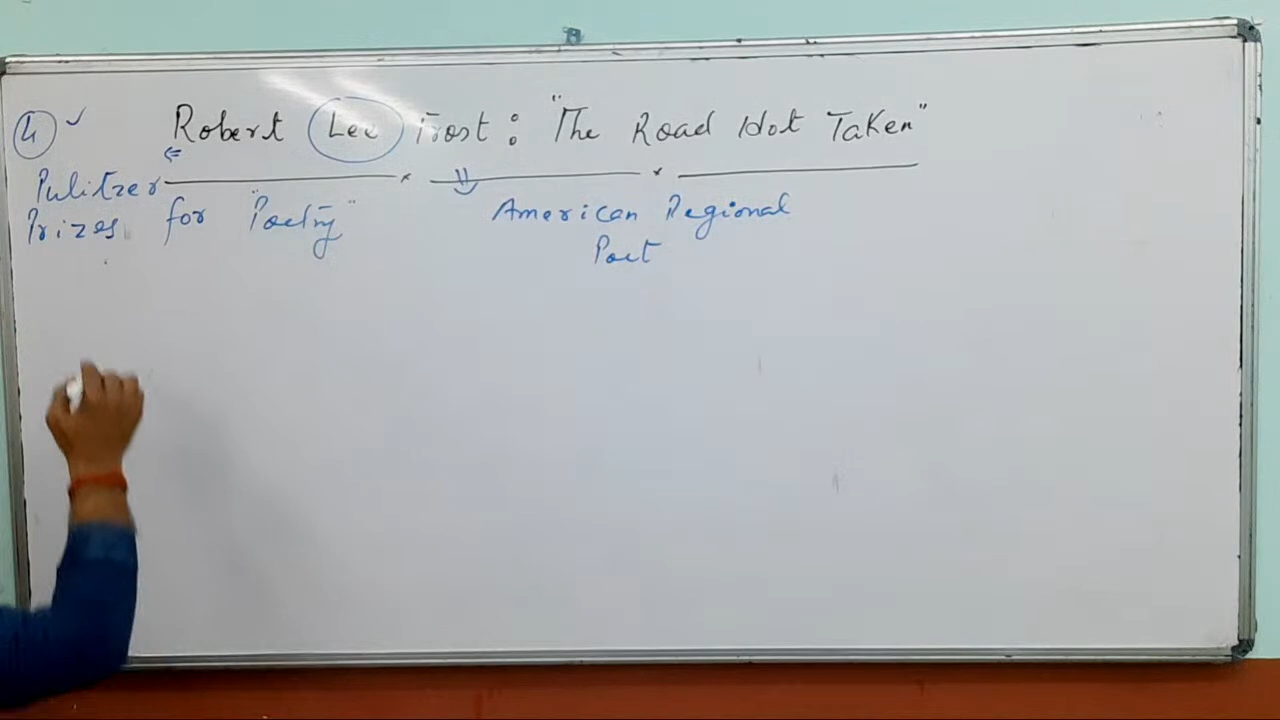 4 Robert Lee Frost : "The Road Not Taken"
Pulitzer
Prizes for "Poetry"
American Regional
Poet